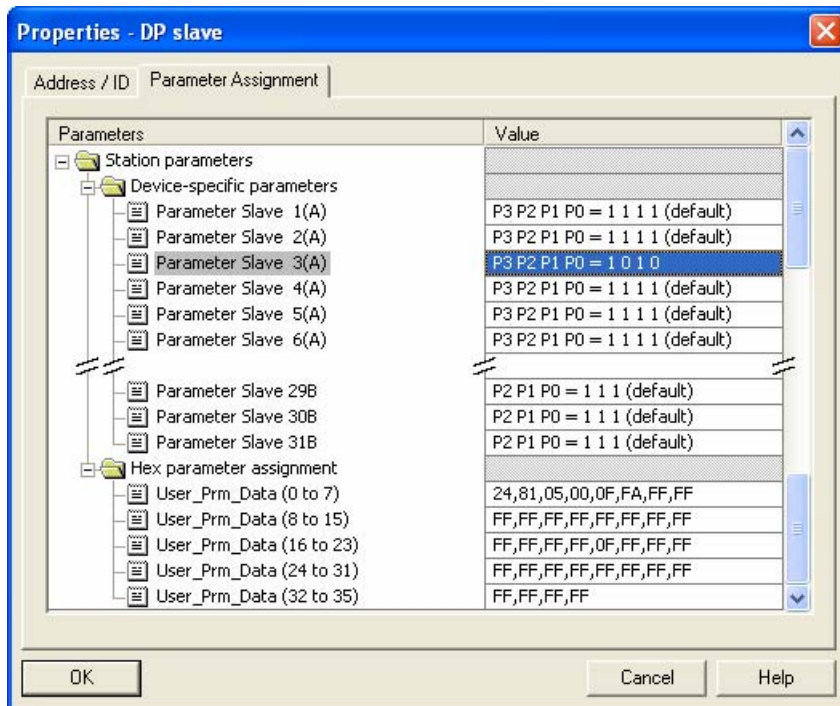 Properties - DP slave
Address / ID Parameter Assignment
Parameters Value
Station parameters
Device-specific parameters
Parameter Slave 1(A) P3 P2 P1 P0 = 1 1 1 1 (default)
Parameter Slave 2(A) P3 P2 P1 P0 = 1 1 1 1 (default)
Parameter Slave 3(A) P3 P2 P1 P0 = 1 0 1 0
Parameter Slave 4(A) P3 P2 P1 P0 = 1 1 1 1 (default)
Parameter Slave 5(A) P3 P2 P1 P0 = 1 1 1 1 (default)
Parameter Slave 6(A) P3 P2 P1 P0 = 1 1 1 1 (default)
Parameter Slave 29B P2 P1 P0 = 1 1 1 (default)
Parameter Slave 30B P2 P1 P0 = 1 1 1 (default)
Parameter Slave 31B P2 P1 P0 = 1 1 1 (default)
Hex parameter assignment
User_Prm_Data (0 to 7) 24,81,05,00,0F,FA,FF,FF
User_Prm_Data (8 to 15) FF,FF,FF,FF,FF,FF,FF,FF
User_Prm_Data (16 to 23) FF,FF,FF,FF,0F,FF,FF,FF
User_Prm_Data (24 to 31) FF,FF,FF,FF,FF,FF,FF,FF
User_Prm_Data (32 to 35) FF,FF,FF,FF
OK Cancel Help